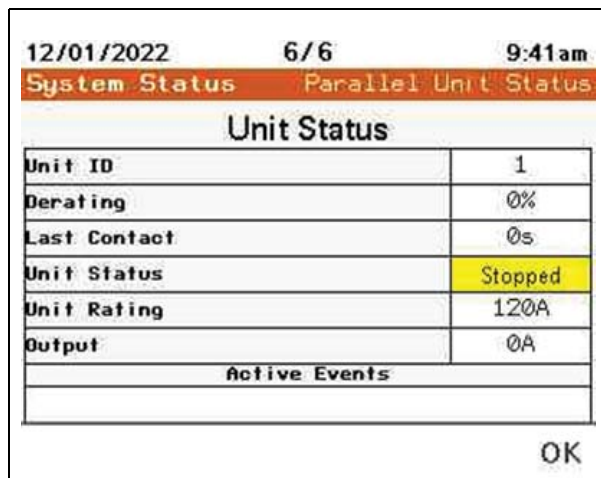 12/01/2022 6/6 9:41am
System Status Parallel Unit Status
Unit Status
Unit ID 1
Derating 0%
Last Contact 0s
Unit Status Stopped
Unit Rating 120A
Output 0A
Active Events
OK